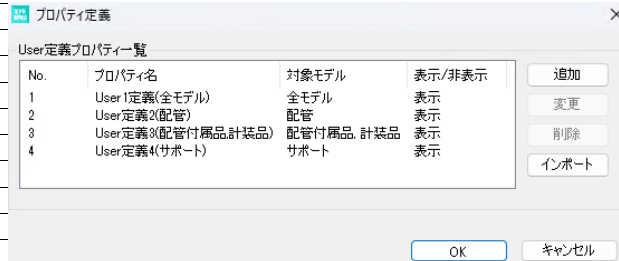 プロパティ定義
User定義プロパティ一覧
No. プロパティ名 対象モデル 表示/非表示
1 User1定義(全モデル) 全モデル 表示
2 User定義2(配管) 配管 表示
3 User定義3(配管付属品,計装品) 配管付属品, 計装品 表示
4 User定義4(サポート) サポート 表示
追加
変更
削除
インポート
OK キャンセル